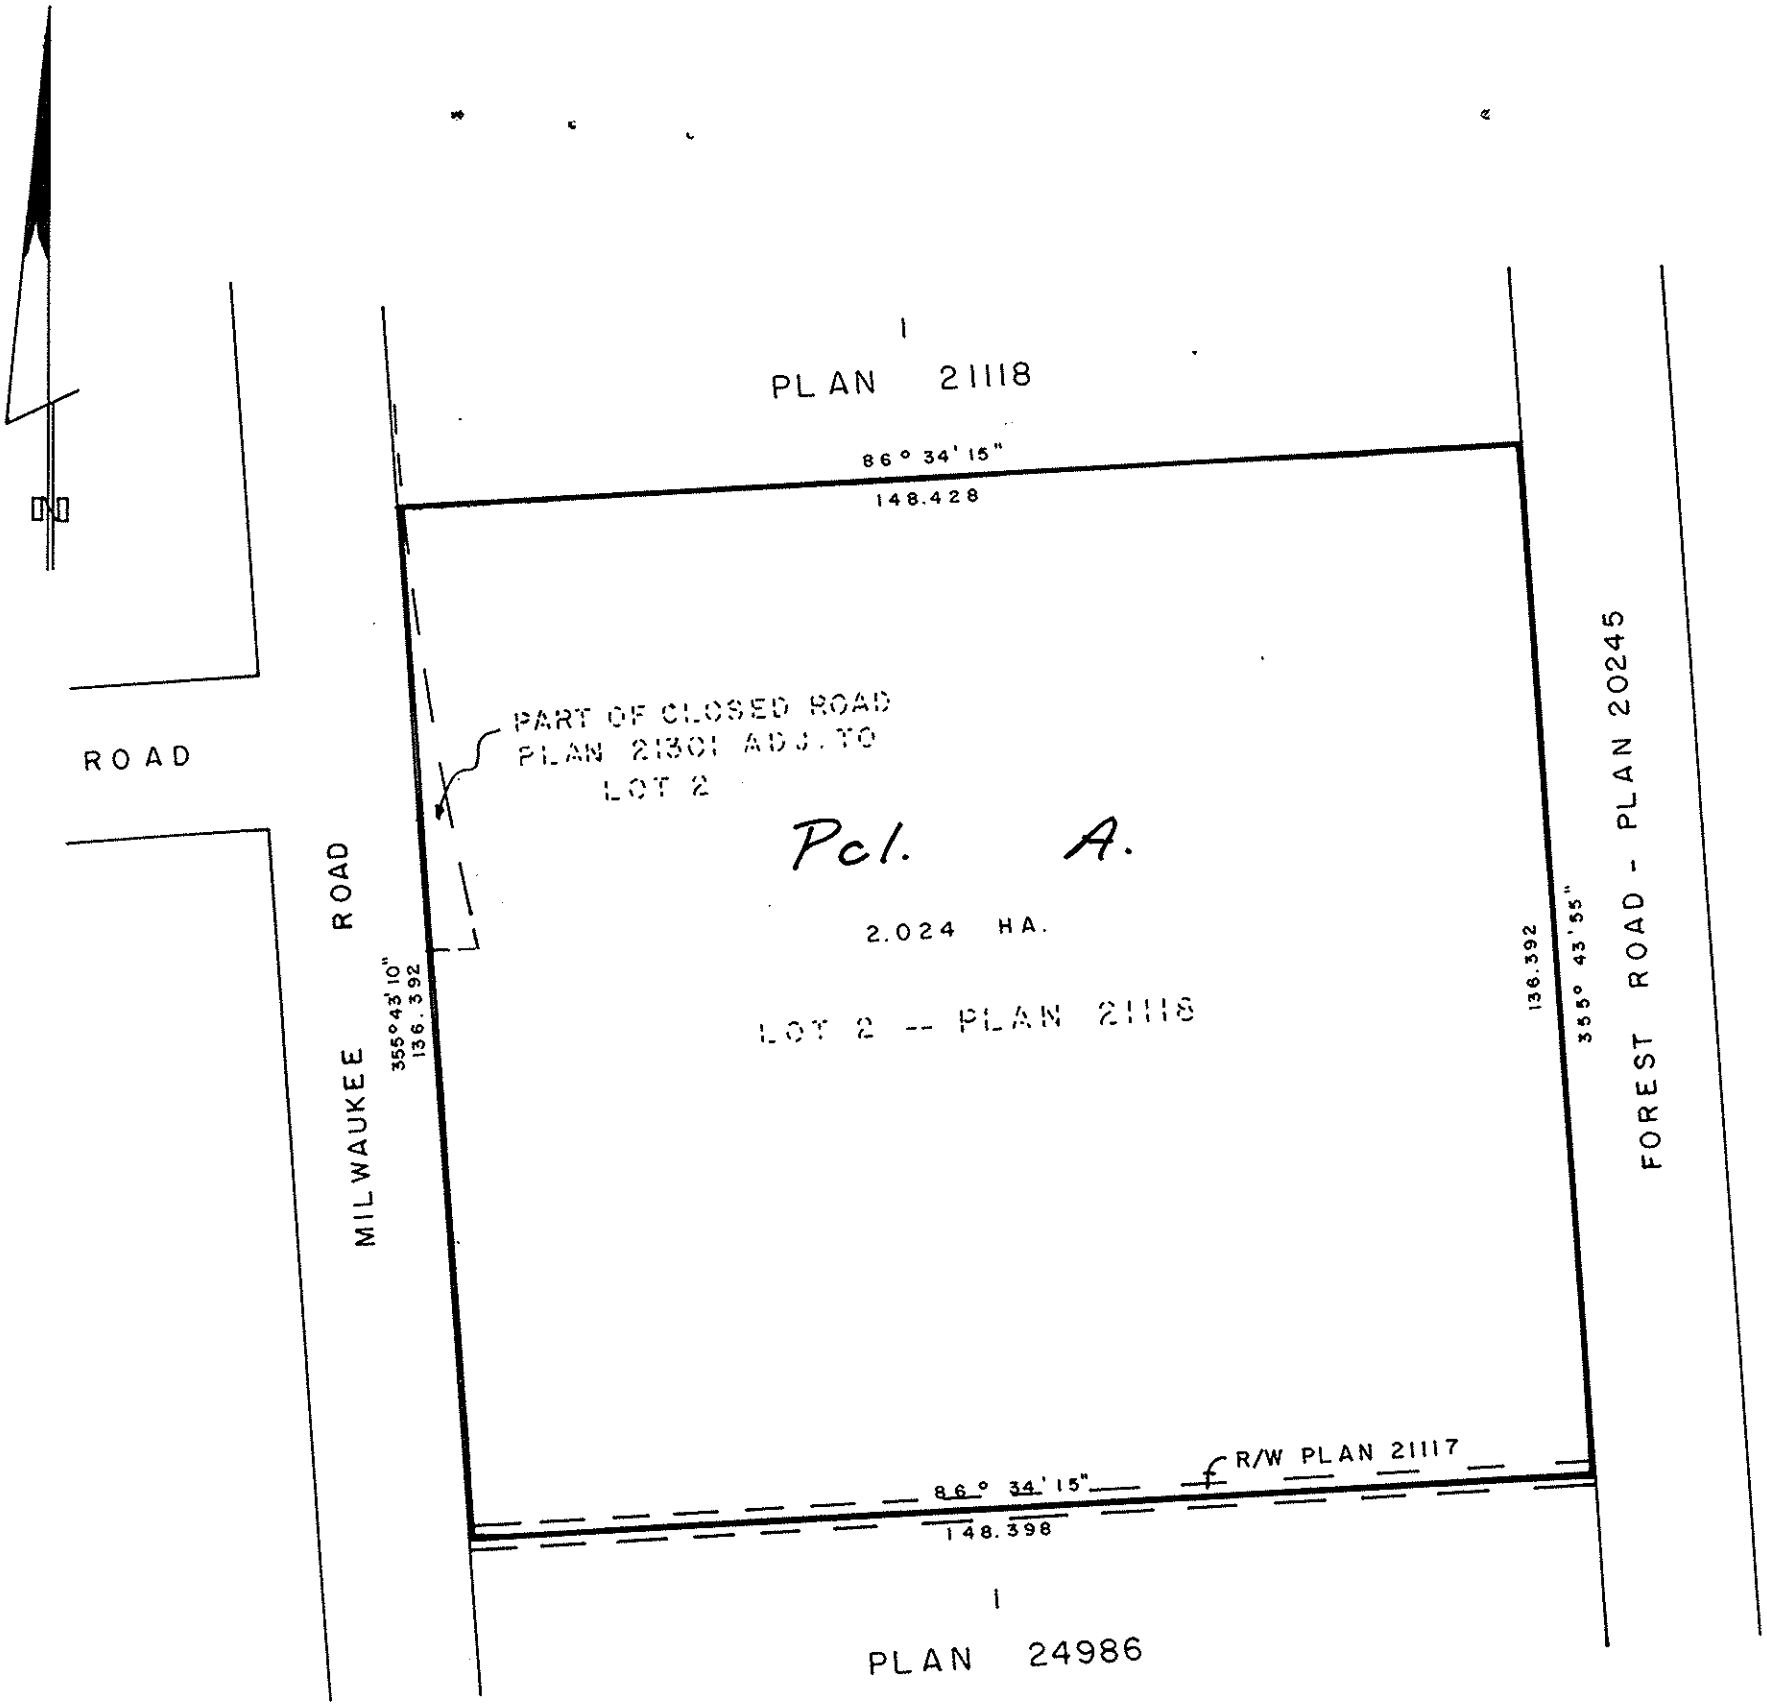 1
PLAN 21118
86° 34' 15"
148.428
PART OF CLOSED ROAD
PLAN 21301 ADJ. TO
LOT 2
ROAD
Pcl. A.
2.024 HA.
LOT 2 -- PLAN 21118
MILWAUKEE ROAD
355°43'10"
136.392
136.392
355° 43' 55"
FOREST ROAD - PLAN 20245
R/W PLAN 21117
86° 34' 15"
148.398
1
PLAN 24986